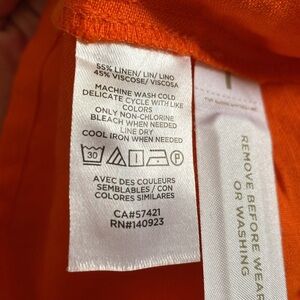 55% LINEN/ LIN/ LINO
45% VISCOSE/ VISCOSA
MACHINE WASH COLD
DELICATE CYCLE WITH LIKE
COLORS
ONLY NON-CHLORINE
BLEACH WHEN NEEDED
LINE DRY
COOL IRON WHEN NEEDED
30
P
AVEC DES COULEURS
SEMBLABLES / CON
COLORES SIMILARES
CA#57421
RN#140923
REMOVE BEFORE WEAR
OR WASHING